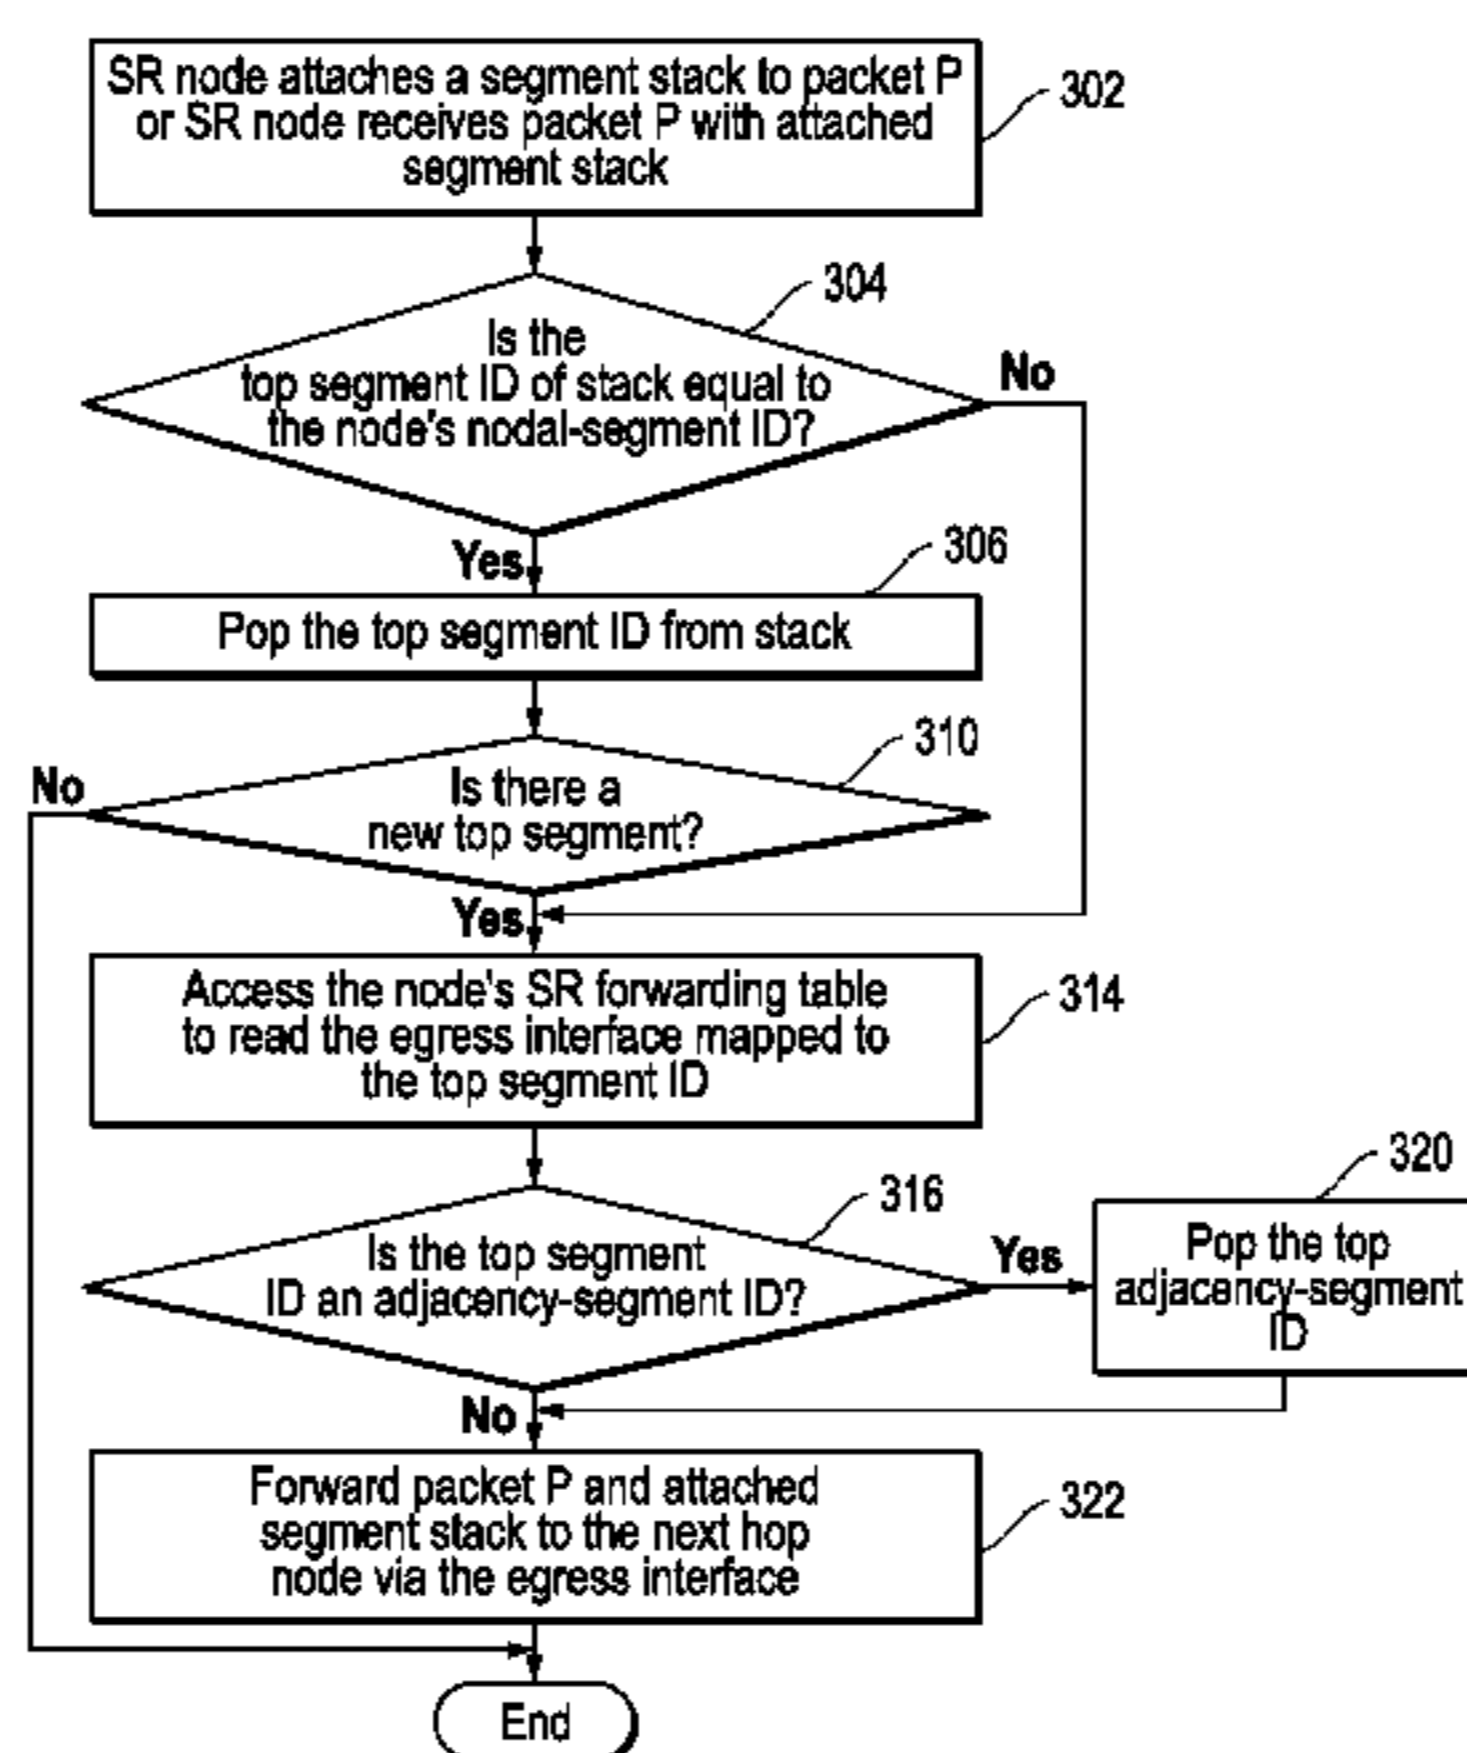 SR node attaches a segment stack to packet P
or SR node receives packet P with attached
segment stack
302
304
Is the
top segment ID of stack equal to
the node's nodal-segment ID?
No
Yes
306
Pop the top segment ID from stack
310
No
Is there a
new top segment?
Yes
Access the node's SR forwarding table
to read the egress interface mapped to
the top segment ID
314
316
Is the top segment
ID an adjacency-segment ID?
Yes
320
Pop the top
adjacency-segment
ID
No
Forward packet P and attached
segment stack to the next hop
node via the egress interface
322
End